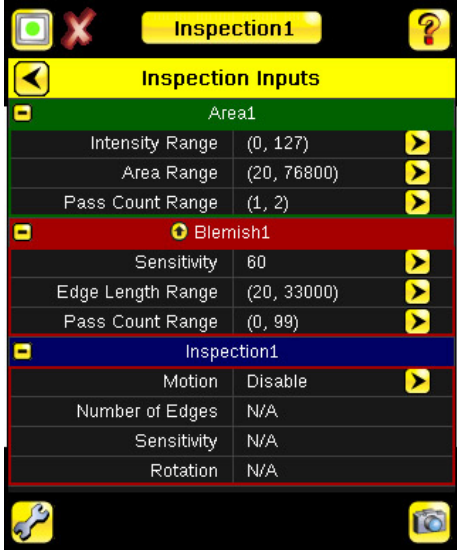 Inspection1
Inspection Inputs
Area1
Intensity Range (0, 127)
Area Range (20, 76800)
Pass Count Range (1, 2)
Blemish1
Sensitivity 60
Edge Length Range (20, 33000)
Pass Count Range (0, 99)
Inspection1
Motion Disable
Number of Edges N/A
Sensitivity N/A
Rotation N/A